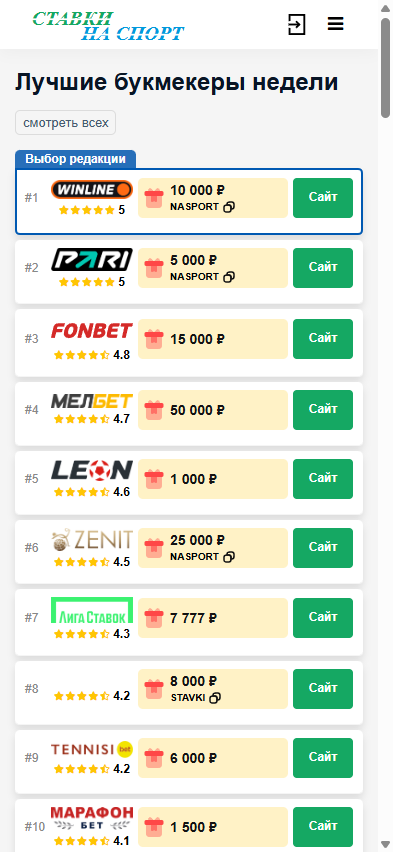 СТАВКИ
НА СПОРТ
Лучшие букмекеры недели
смотреть всех
Выбор редакции
#1 WINLINE 10 000 ₽ Сайт
5 NASPORT
#2 PARI 5 000 ₽ Сайт
5 NASPORT
#3 FONBET 15 000 ₽ Сайт
4.8
#4 МЕЛБЕТ 50 000 ₽ Сайт
4.7
#5 LEON 1 000 ₽ Сайт
4.6
#6 ZENIT 25 000 ₽ Сайт
4.5 NASPORT
#7 ЛИГА СТАВОК 7 777 ₽ Сайт
4.3
#8 8 000 ₽ Сайт
4.2 STAVKI
#9 TENNISI bet 6 000 ₽ Сайт
4.2
#10 МАРАФОН БЕТ 1 500 ₽ Сайт
4.1